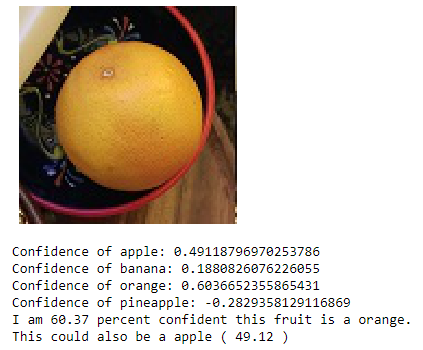 Confidence of apple: 0.49118796970253786
Confidence of banana: 0.1880826076226055
Confidence of orange: 0.6036652355865431
Confidence of pineapple: -0.2829358129116869
I am 60.37 percent confident this fruit is a orange.
This could also be a apple ( 49.12 )